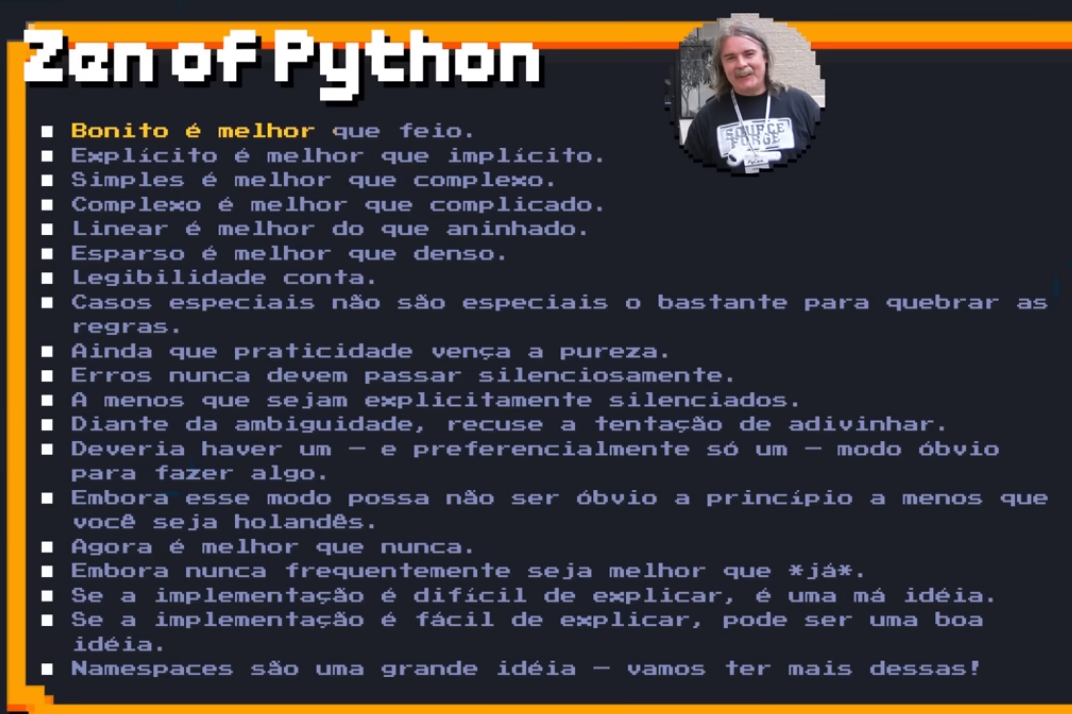 Zen of Python
Bonito é melhor que feio.
Explícito é melhor que implícito.
Simples é melhor que complexo.
Complexo é melhor que complicado.
Linear é melhor do que aninhado.
Esparso é melhor que denso.
Legibilidade conta.
Casos especiais não são especiais o bastante para quebrar as
regras.
Ainda que praticidade vença a pureza.
Erros nunca devem passar silenciosamente.
A menos que sejam explicitamente silenciados.
Diante da ambiguidade, recuse a tentação de adivinhar.
Deveria haver um — e preferencialmente só um — modo óbvio
para fazer algo.
Embora esse modo possa não ser óbvio a princípio a menos que
você seja holandês.
Agora é melhor que nunca.
Embora nunca frequentemente seja melhor que *já*.
Se a implementação é difícil de explicar, é uma má idéia.
Se a implementação é fácil de explicar, pode ser uma boa
idéia.
Namespaces são uma grande idéia — vamos ter mais dessas!
SOURCE
FORGE